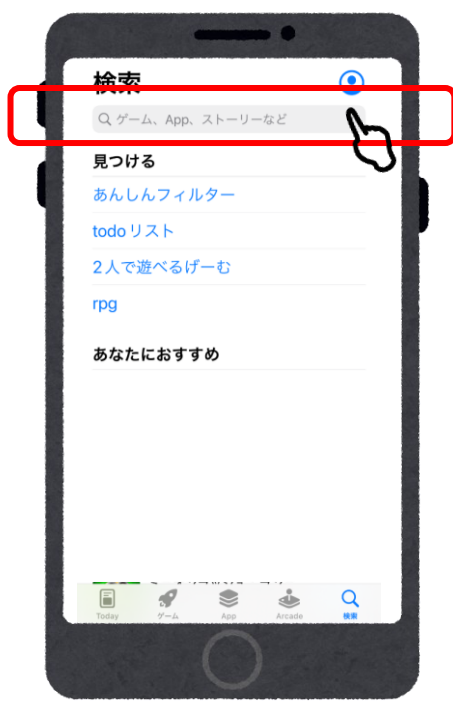 検索
ゲーム、App、ストーリーなど
見つける
あんしんフィルター
todoリスト
2人で遊べるげーむ
rpg
あなたにおすすめ
Today
ゲーム
App
Arcade
検索